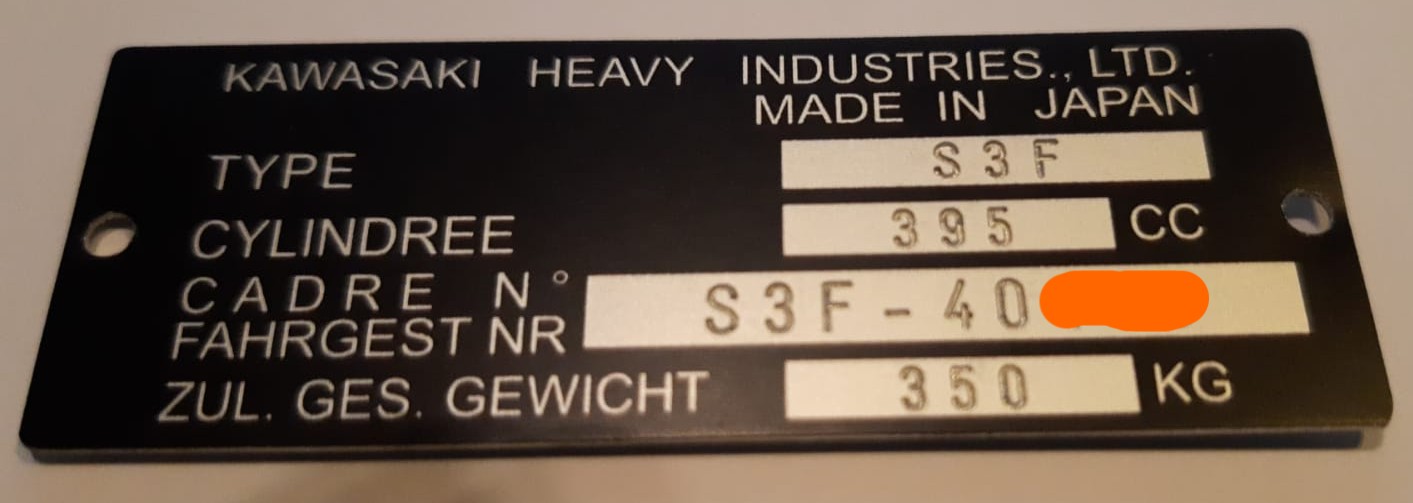 KAWASAKI HEAVY INDUSTRIES., LTD.
MADE IN JAPAN
TYPE S3F
CYLINDREE 395 CC
CADRE N°
FAHRGEST NR S3F-40
ZUL. GES. GEWICHT 350 KG